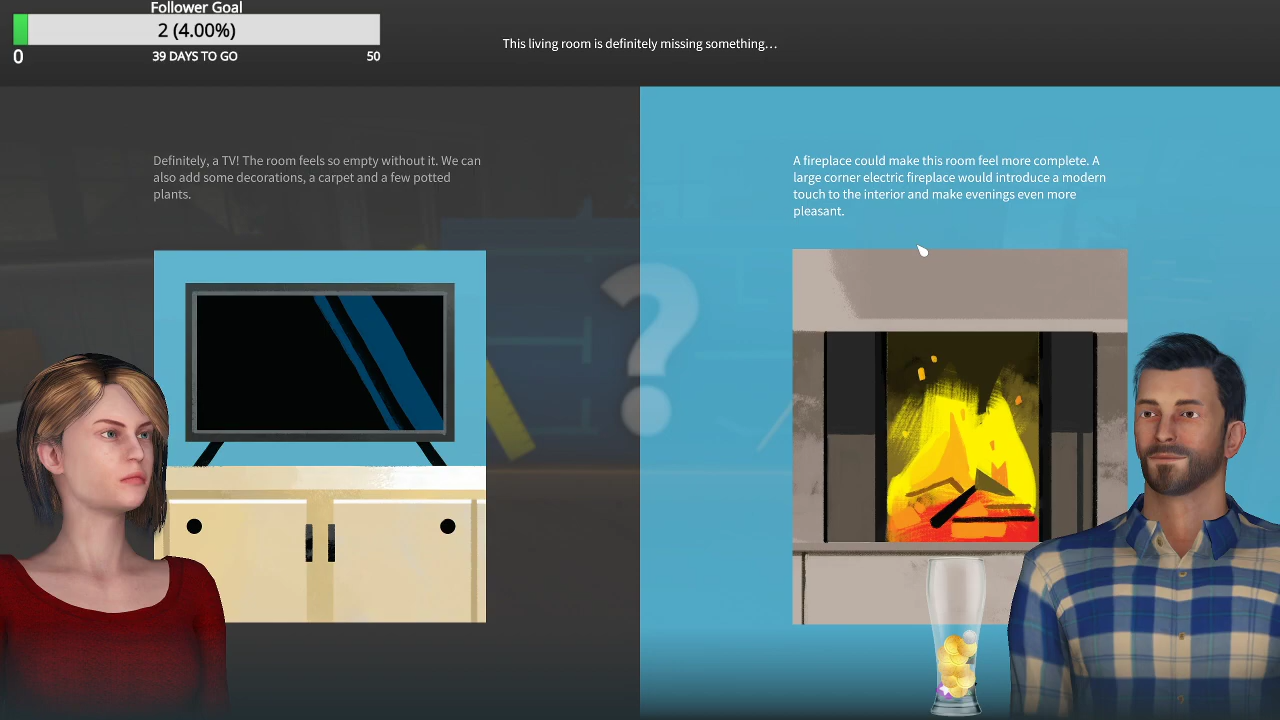 Follower Goal
2 (4.00%)
0
39 DAYS TO GO
50
This living room is definitely missing something...
Definitely, a TV! The room feels so empty without it. We can
also add some decorations, a carpet and a few potted
plants.
A fireplace could make this room feel more complete. A
large corner electric fireplace would introduce a modern
touch to the interior and make evenings even more
pleasant.
?